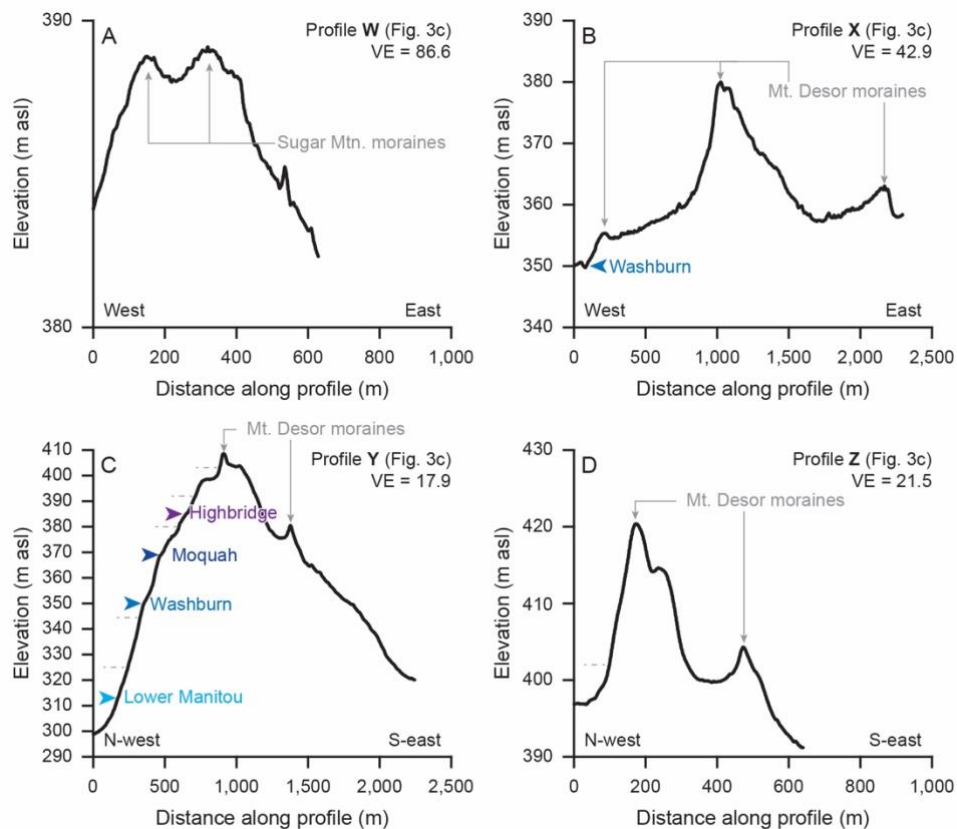 A
Profile W (Fig. 3c)
VE = 86.6
390
380
Elevation (m asl)
Sugar Mtn. moraines
West
East
0 200 400 600 800 1,000
Distance along profile (m)
B
Profile X (Fig. 3c)
VE = 42.9
390
380
370
360
350
340
Elevation (m asl)
Mt. Desor moraines
Washburn
West
East
0 500 1,000 1,500 2,000 2,500
Distance along profile (m)
C
Mt. Desor moraines
Profile Y (Fig. 3c)
VE = 17.9
410
400
390
380
370
360
350
340
330
320
310
300
290
Elevation (m asl)
Highbridge
Moquah
Washburn
Lower Manitou
N-west
S-east
0 500 1,000 1,500 2,000 2,500
Distance along profile (m)
D
Profile Z (Fig. 3c)
VE = 21.5
430
420
410
400
390
Elevation (m asl)
Mt. Desor moraines
N-west
S-east
0 200 400 600 800 1,000
Distance along profile (m)